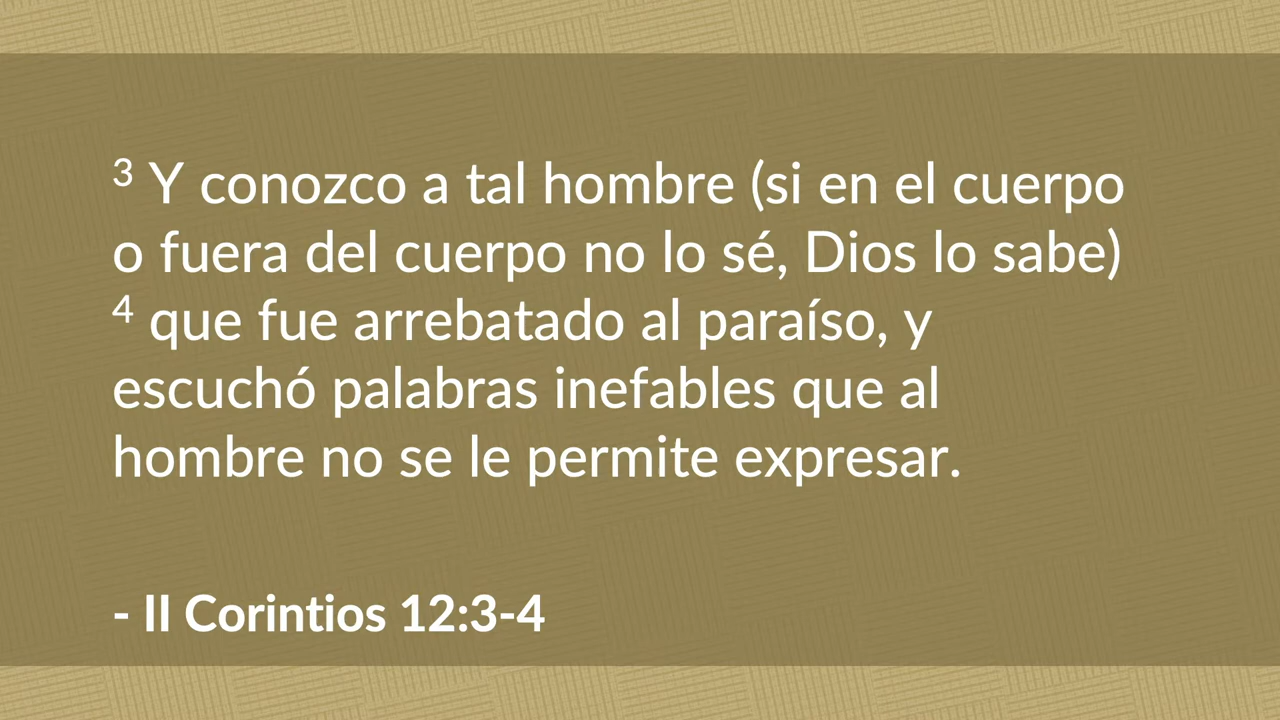 ³ Y conozco a tal hombre (si en el cuerpo
o fuera del cuerpo no lo sé, Dios lo sabe)
⁴ que fue arrebatado al paraíso, y
escuchó palabras inefables que al
hombre no se le permite expresar.
- II Corintios 12:3-4